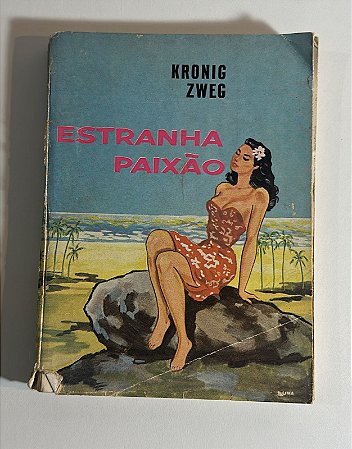 KRONIG
ZWEG
ESTRANHA
PAIXÃO